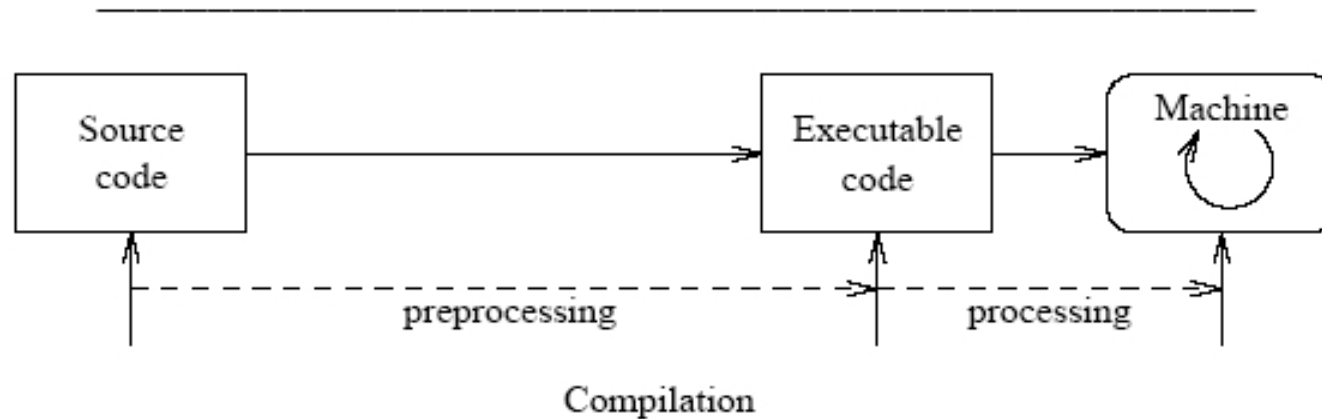 Source
code
Executable
code
Machine
preprocessing
processing
Compilation